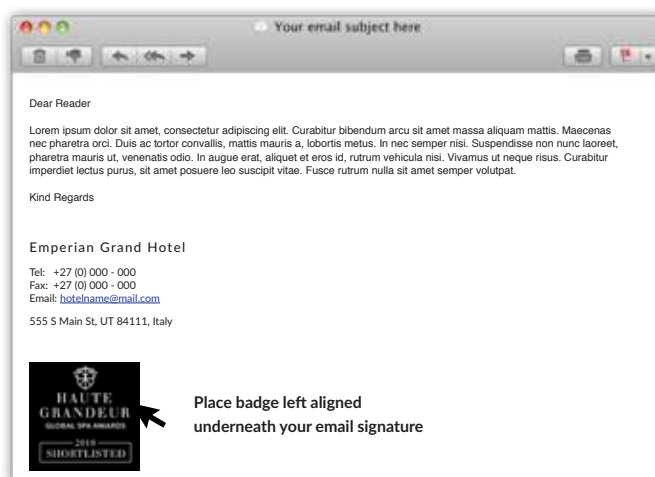 Your email subject here
Dear Reader
Lorem ipsum dolor sit amet, consectetur adipiscing elit. Curabitur bibendum arcu sit amet massa aliquam mattis. Maecenas
nec pharetra orci. Duis ac tortor convallis, mattis mauris a, lobortis metus. In nec semper nisi. Suspendisse non nunc laoreet,
pharetra mauris ut, venenatis odio. In augue erat, aliquet et eros id, rutrum vehicula nisi. Vivamus ut neque risus. Curabitur
imperdiet lectus purus, sit amet posuere leo suscipit vitae. Fusce rutrum nulla sit amet semper volutpat.
Kind Regards
Emperian Grand Hotel
Tel: +27 (0) 000 - 000
Fax: +27 (0) 000 - 000
Email: hotelname@mail.com
555 S Main St, UT 84111, Italy
HAUTE
GRANDEUR
GLOBAL SPA AWARDS
2018
SHORTLISTED
Place badge left aligned
underneath your email signature